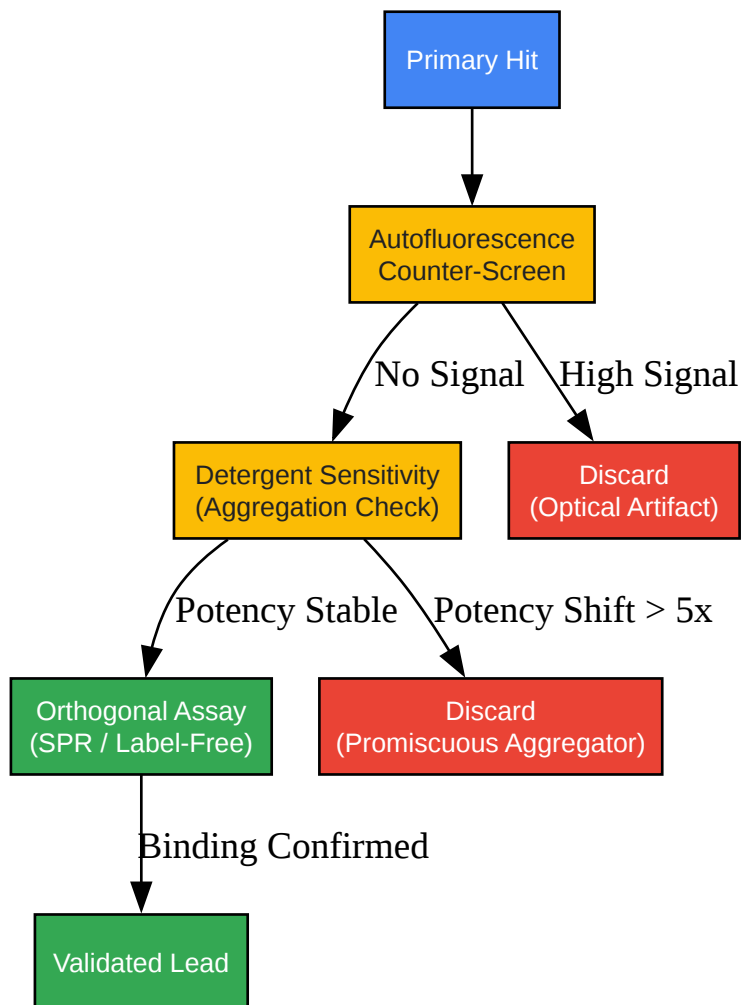 Primary Hit
Autofluorescence
Counter-Screen
No Signal
High Signal
Detergent Sensitivity
(Aggregation Check)
Discard
(Optical Artifact)
Potency Stable
Potency Shift > 5x
Orthogonal Assay
(SPR / Label-Free)
Discard
(Promiscuous Aggregator)
Binding Confirmed
Validated Lead